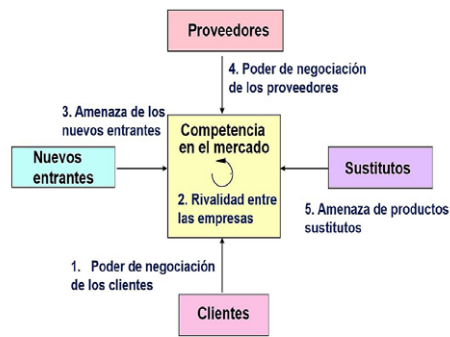 Proveedores
4. Poder de negociación
de los proveedores
3. Amenaza de los
nuevos entrantes
Competencia
en el mercado
Nuevos
entrantes
Sustitutos
2. Rivalidad entre
las empresas
5. Amenaza de productos
sustitutos
1. Poder de negociación
de los clientes
Clientes